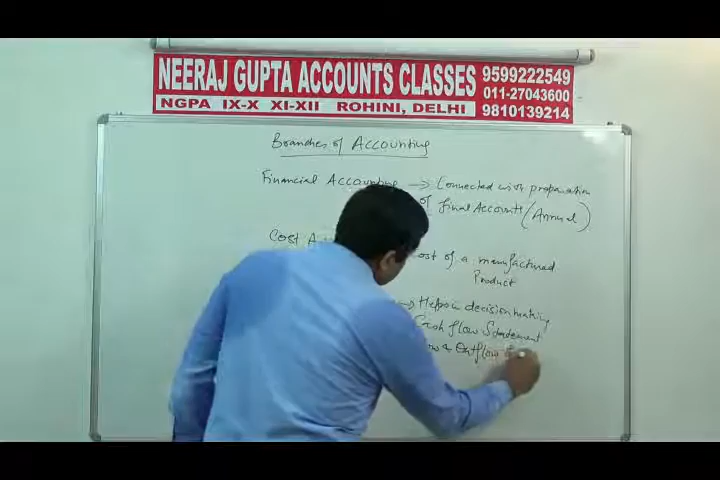 NEERAJ GUPTA ACCOUNTS CLASSES
NGPA IX-X XI-XII ROHINI, DELHI
9599222549
011-27043600
9810139214
Branches of Accounting
Financial Accounting → Connected with preparation
of final Accounts (Annual)
Cost
of a manufactured
Product
→ Helps in decision making
Cash flow Statement
Outflow